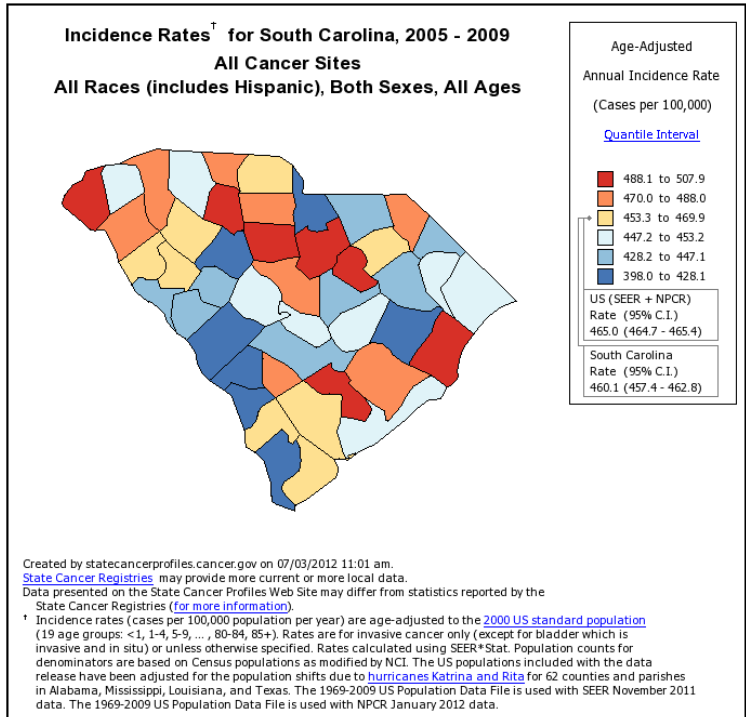 Incidence Rates† for South Carolina, 2005 - 2009
All Cancer Sites
All Races (includes Hispanic), Both Sexes, All Ages
Age-Adjusted
Annual Incidence Rate
(Cases per 100,000)
Quantile Interval
488.1 to 507.9
470.0 to 488.0
453.3 to 469.9
447.2 to 453.2
428.2 to 447.1
398.0 to 428.1
US (SEER + NPCR)
Rate (95% C.I.)
465.0 (464.7 - 465.4)
South Carolina
Rate (95% C.I.)
460.1 (457.4 - 462.8)
Created by statecancerprofiles.cancer.gov on 07/03/2012 11:01 am.
State Cancer Registries may provide more current or more local data.
Data presented on the State Cancer Profiles Web Site may differ from statistics reported by the
State Cancer Registries (for more information).
† Incidence rates (cases per 100,000 population per year) are age-adjusted to the 2000 US standard population
(19 age groups: <1, 1-4, 5-9, ... , 80-84, 85+). Rates are for invasive cancer only (except for bladder which is
invasive and in situ) or unless otherwise specified. Rates calculated using SEER*Stat. Population counts for
denominators are based on Census populations as modified by NCI. The US populations included with the data
release have been adjusted for the population shifts due to hurricanes Katrina and Rita for 62 counties and parishes
in Alabama, Mississippi, Louisiana, and Texas. The 1969-2009 US Population Data File is used with SEER November 2011
data. The 1969-2009 US Population Data File is used with NPCR January 2012 data.